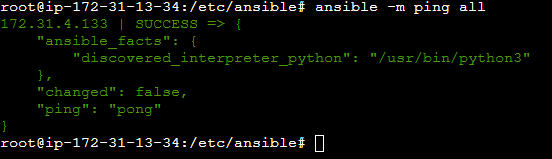 root@ip-172-31-13-34:/etc/ansible# ansible -m ping all
172.31.4.133 | SUCCESS => {
    "ansible_facts": {
        "discovered_interpreter_python": "/usr/bin/python3"
    },
    "changed": false,
    "ping": "pong"
}
root@ip-172-31-13-34:/etc/ansible#